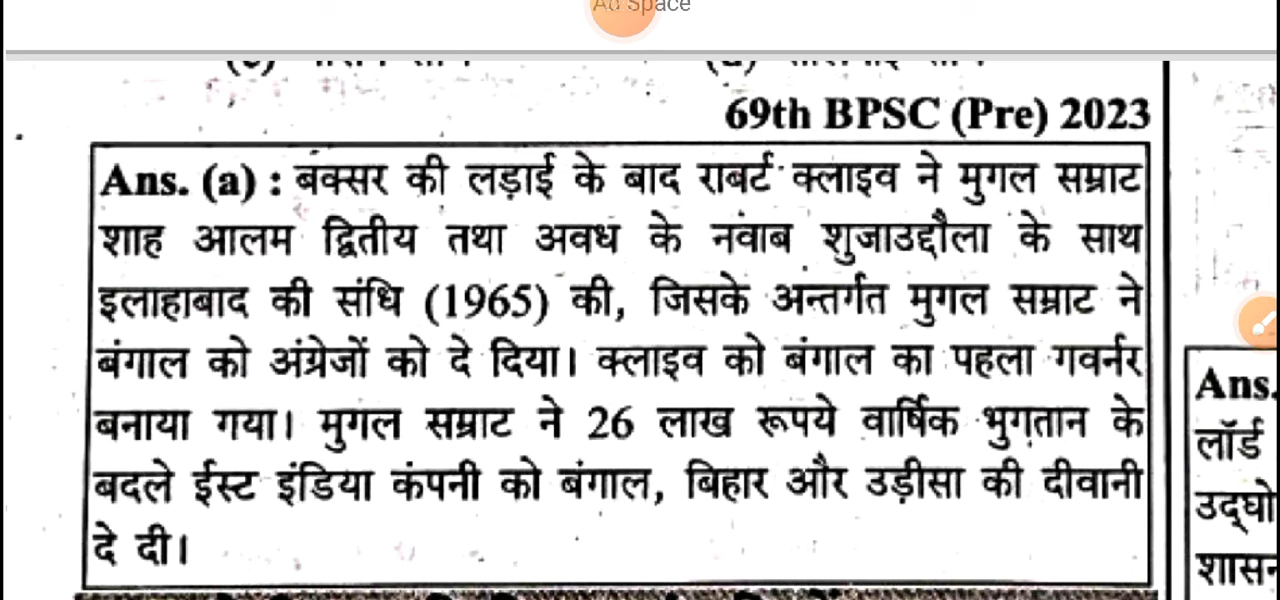 Ad Space
69th BPSC (Pre) 2023
Ans. (a) : बक्सर की लड़ाई के बाद राबर्ट क्लाइव ने मुगल सम्राट
शाह आलम द्वितीय तथा अवध के नवाब शुजाउद्दौला के साथ
इलाहाबाद की संधि (1965) की, जिसके अन्तर्गत मुगल सम्राट ने
बंगाल को अंग्रेजों को दे दिया। क्लाइव को बंगाल का पहला गवर्नर
बनाया गया। मुगल सम्राट ने 26 लाख रूपये वार्षिक भुगतान के
बदले ईस्ट इंडिया कंपनी को बंगाल, बिहार और उड़ीसा की दीवानी
दे दी।
Ans.
लॉर्ड